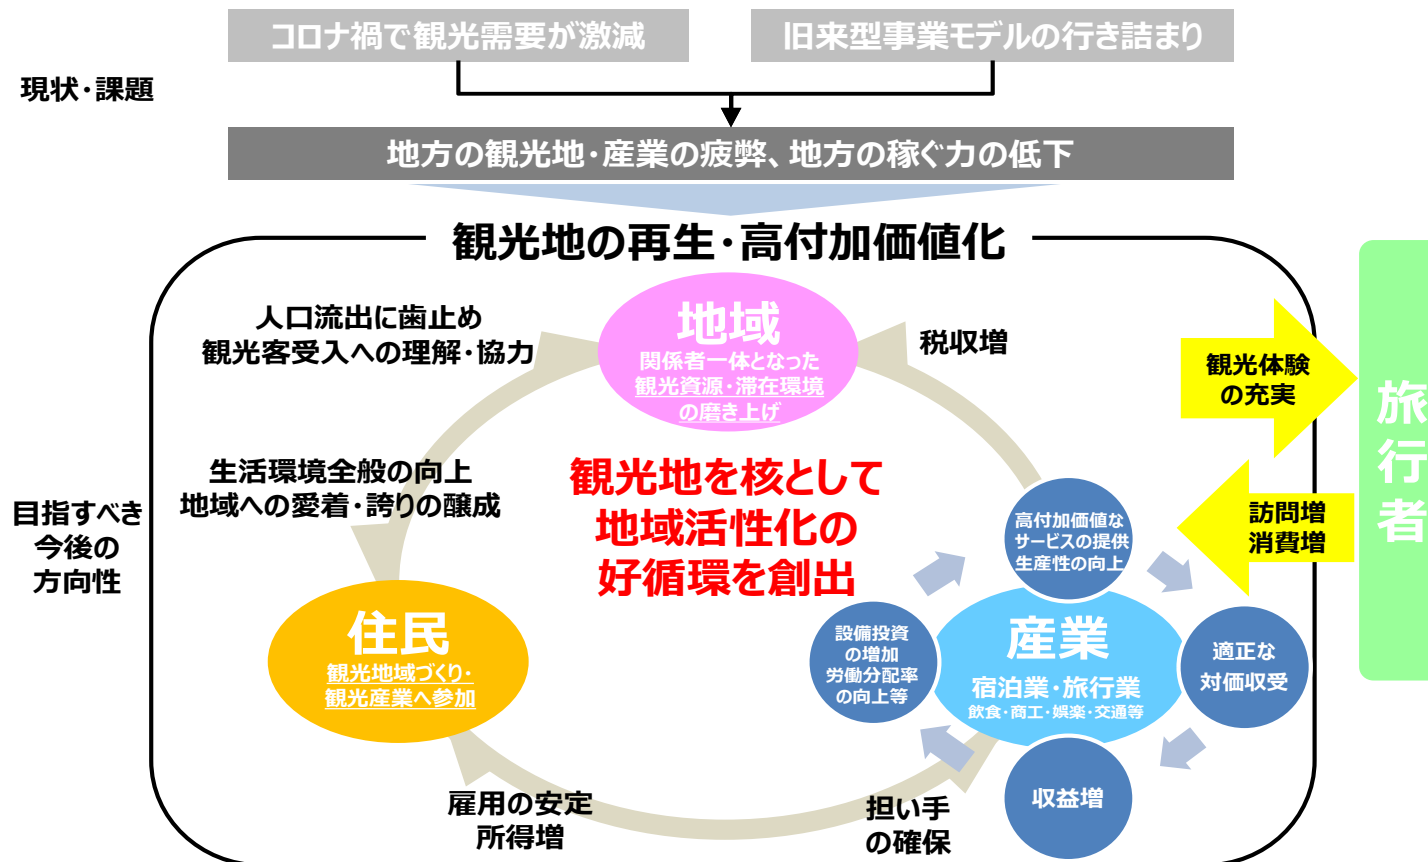 コロナ禍で観光需要が激減
旧来型事業モデルの行き詰まり
現状・課題
地方の観光地・産業の疲弊、地方の稼ぐ力の低下
観光地の再生・高付加価値化
人口流出に歯止め
観光客受入への理解・協力
地域
関係者一体となった
観光資源・滞在環境
の磨き上げ
税収増
観光体験
の充実
旅行者
訪問増
消費増
生活環境全般の向上
地域への愛着・誇りの醸成
観光地を核として
地域活性化の
好循環を創出
目指すべき
今後の
方向性
高付加価値な
サービスの提供
生産性の向上
住民
観光地域づくり・
観光産業へ参加
設備投資
の増加
労働分配率
の向上等
産業
宿泊業・旅行業
飲食・商工・娯楽・交通等
適正な
対価収受
収益増
雇用の安定
所得増
担い手
の確保